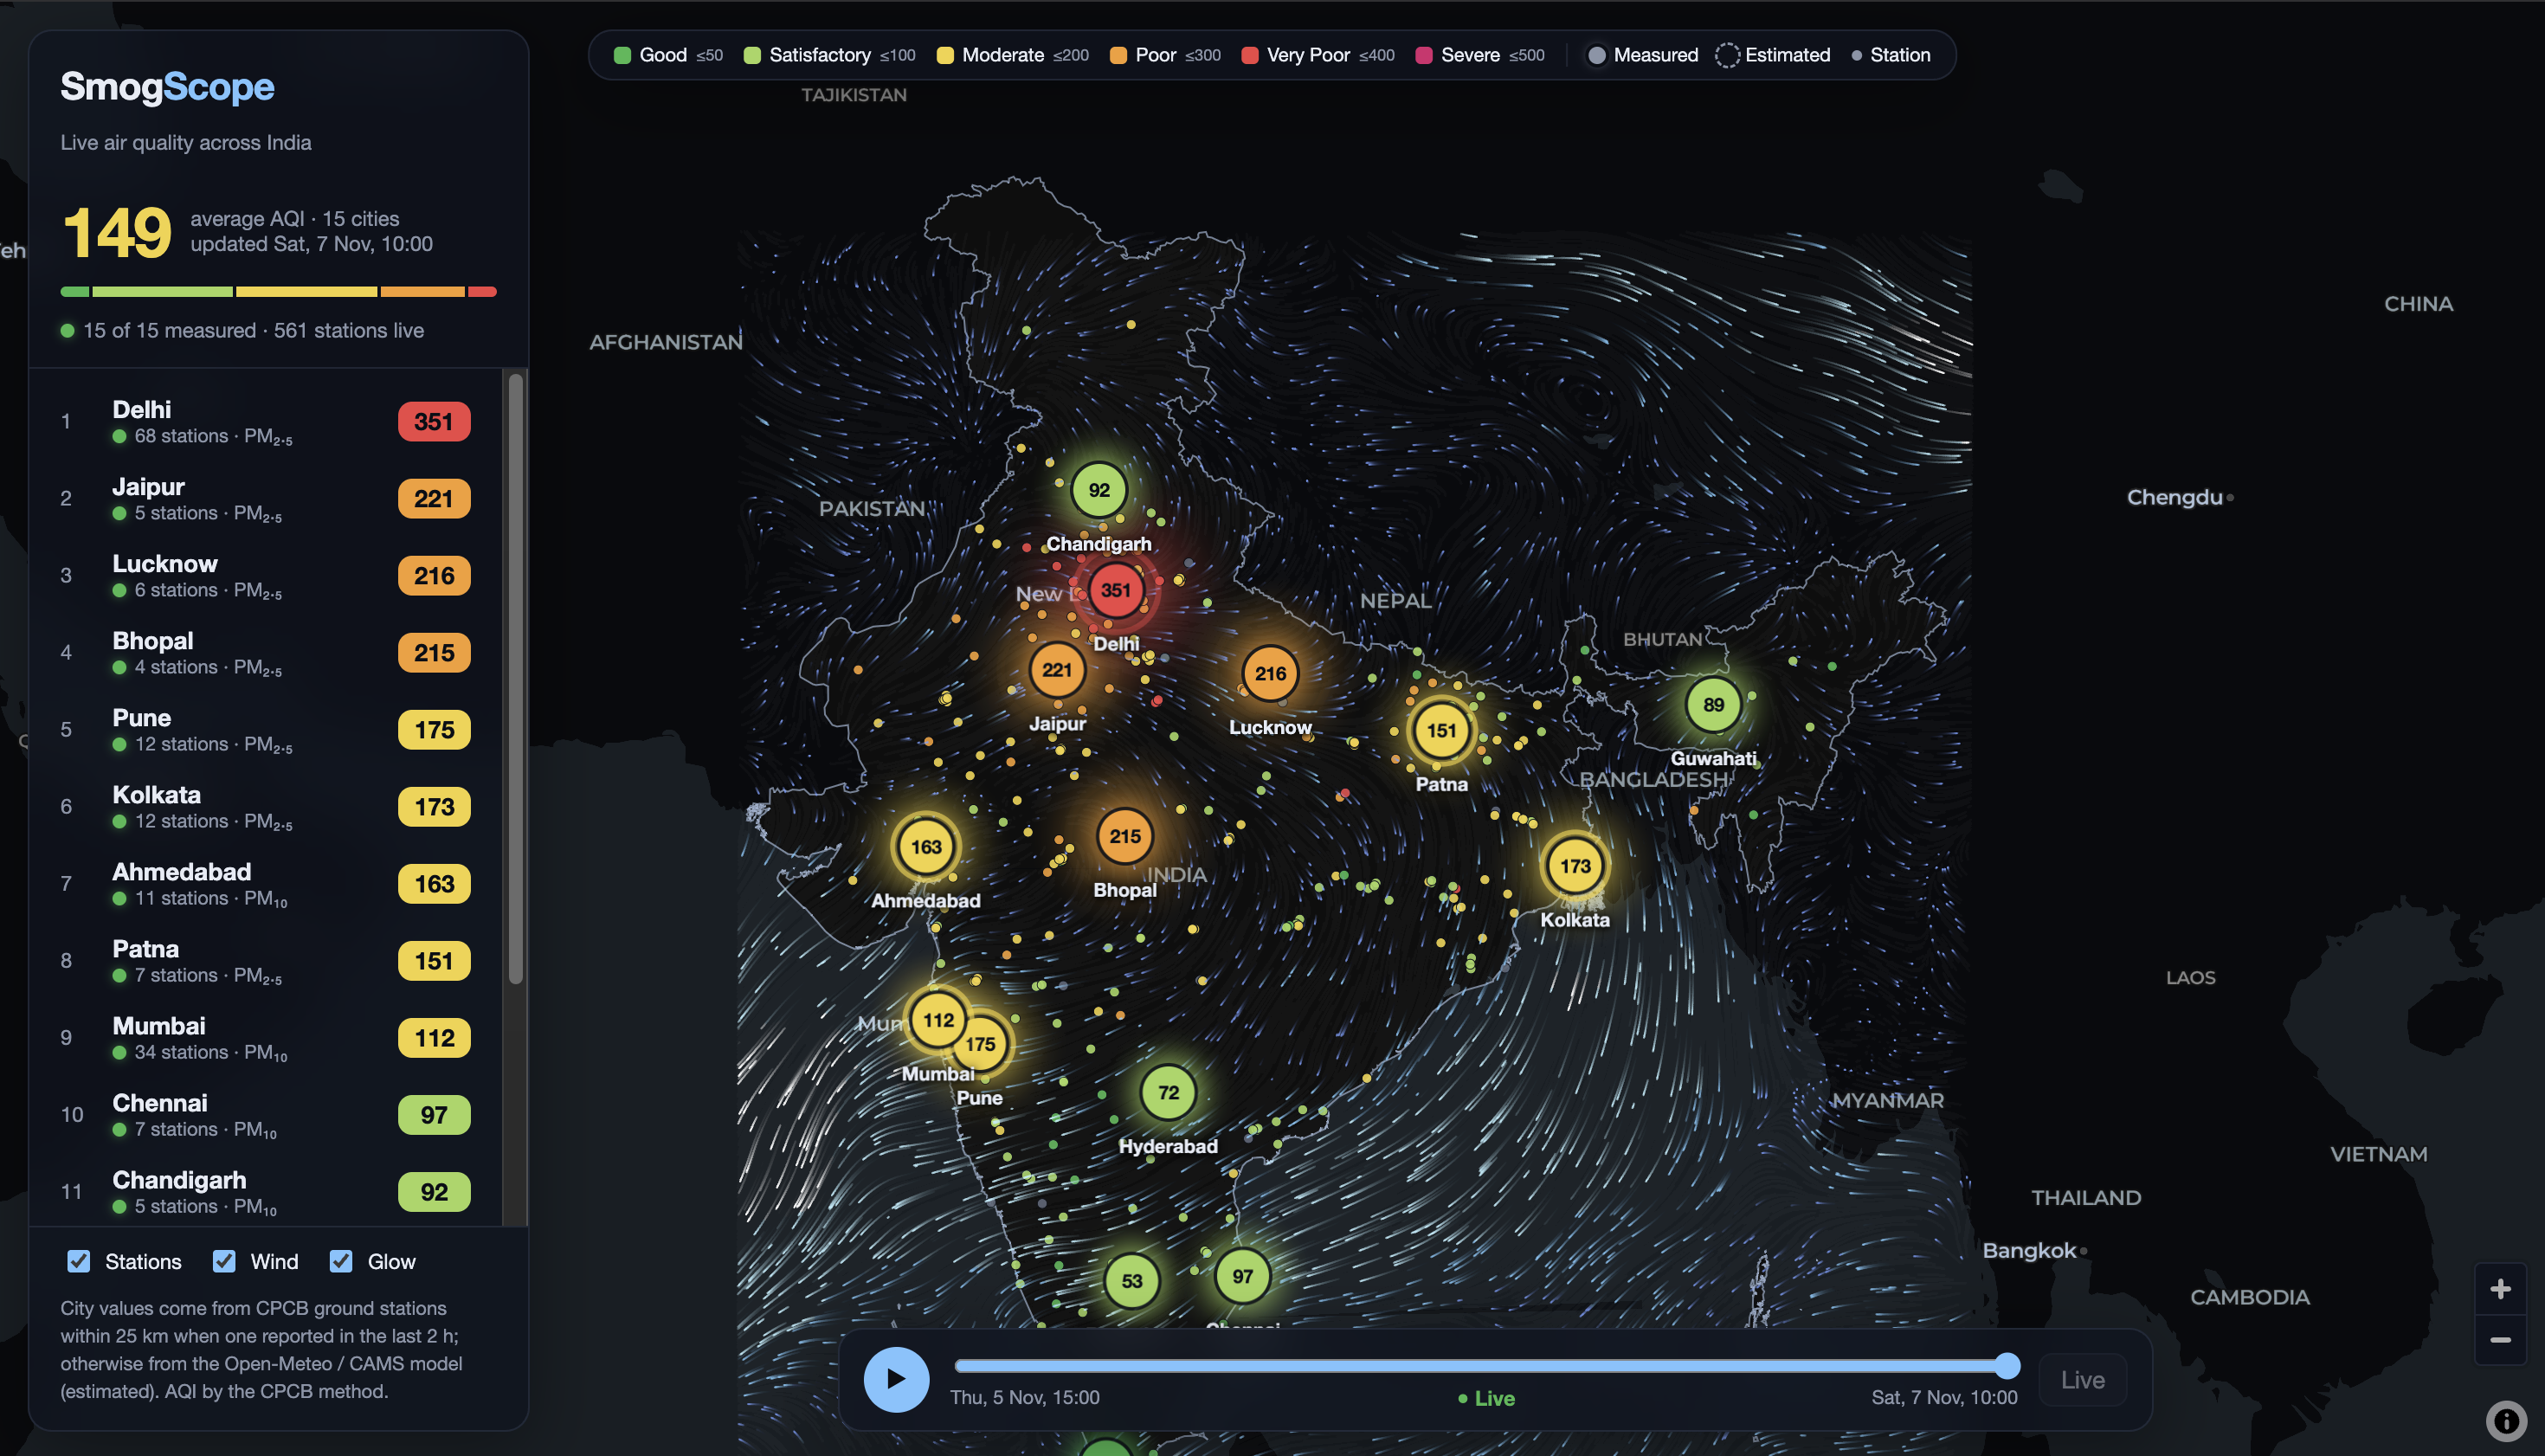 SmogScope
Live air quality across India
149
average AQI · 15 cities
updated Sat, 7 Nov, 10:00
15 of 15 measured · 561 stations live
1 Delhi 351
68 stations · PM₂.₅
2 Jaipur 221
5 stations · PM₂.₅
3 Lucknow 216
6 stations · PM₂.₅
4 Bhopal 215
4 stations · PM₂.₅
5 Pune 175
12 stations · PM₂.₅
6 Kolkata 173
12 stations · PM₂.₅
7 Ahmedabad 163
11 stations · PM₁₀
8 Patna 151
7 stations · PM₂.₅
9 Mumbai 112
34 stations · PM₁₀
10 Chennai 97
7 stations · PM₁₀
11 Chandigarh 92
5 stations · PM₁₀
Stations Wind Glow
City values come from CPCB ground stations
within 25 km when one reported in the last 2 h;
otherwise from the Open-Meteo / CAMS model
(estimated). AQI by the CPCB method.
Good ≤50 Satisfactory ≤100 Moderate ≤200 Poor ≤300 Very Poor ≤400 Severe ≤500 Measured Estimated Station
TAJIKISTAN
CHINA
AFGHANISTAN
92
Chengdu
PAKISTAN
Chandigarh
351
New
NEPAL
Delhi
BHUTAN
221
216
89
Jaipur
Lucknow
151
Guwahati
BANGLADESH
Patna
163
215
173
INDIA
Bhopal
Ahmedabad
Kolkata
LAOS
112
Mum
175
Mumbai
Pune
72
MYANMAR
Hyderabad
VIETNAM
THAILAND
Bangkok
53
97
CAMBODIA
Chennai
Thu, 5 Nov, 15:00
Live
Sat, 7 Nov, 10:00
Live